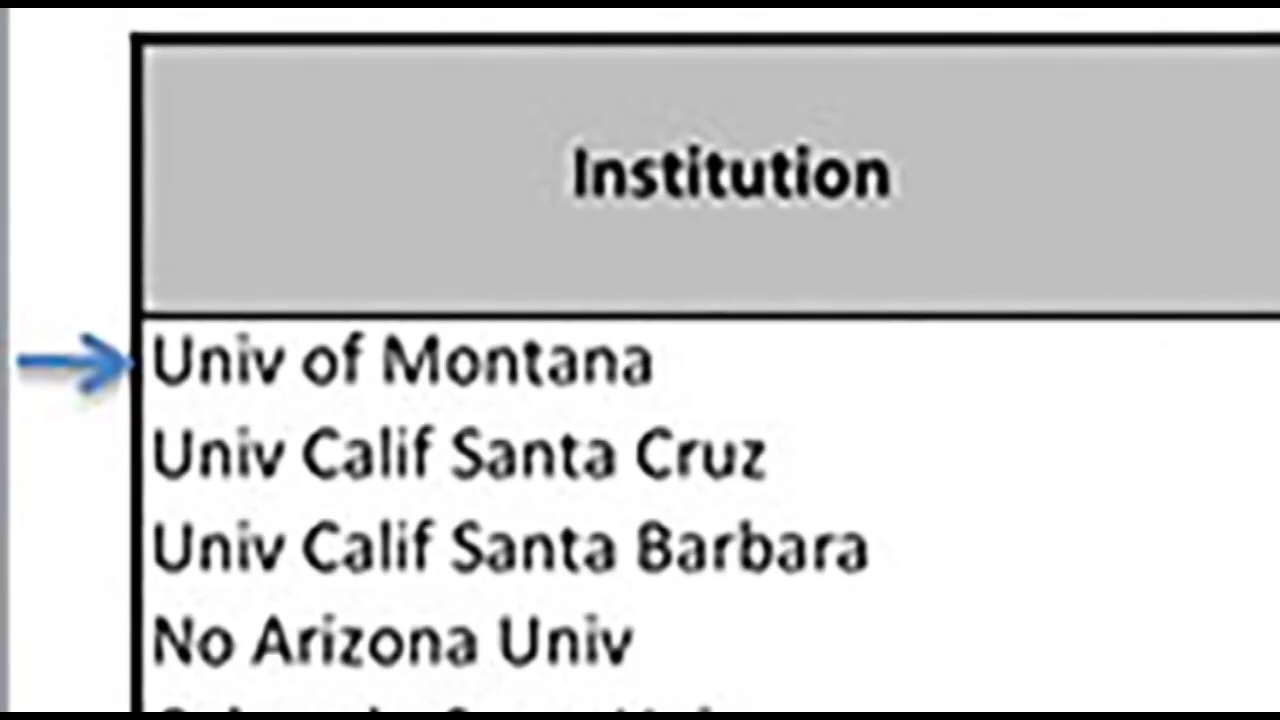 Institution
Univ of Montana
Univ Calif Santa Cruz
Univ Calif Santa Barbara
No Arizona Univ